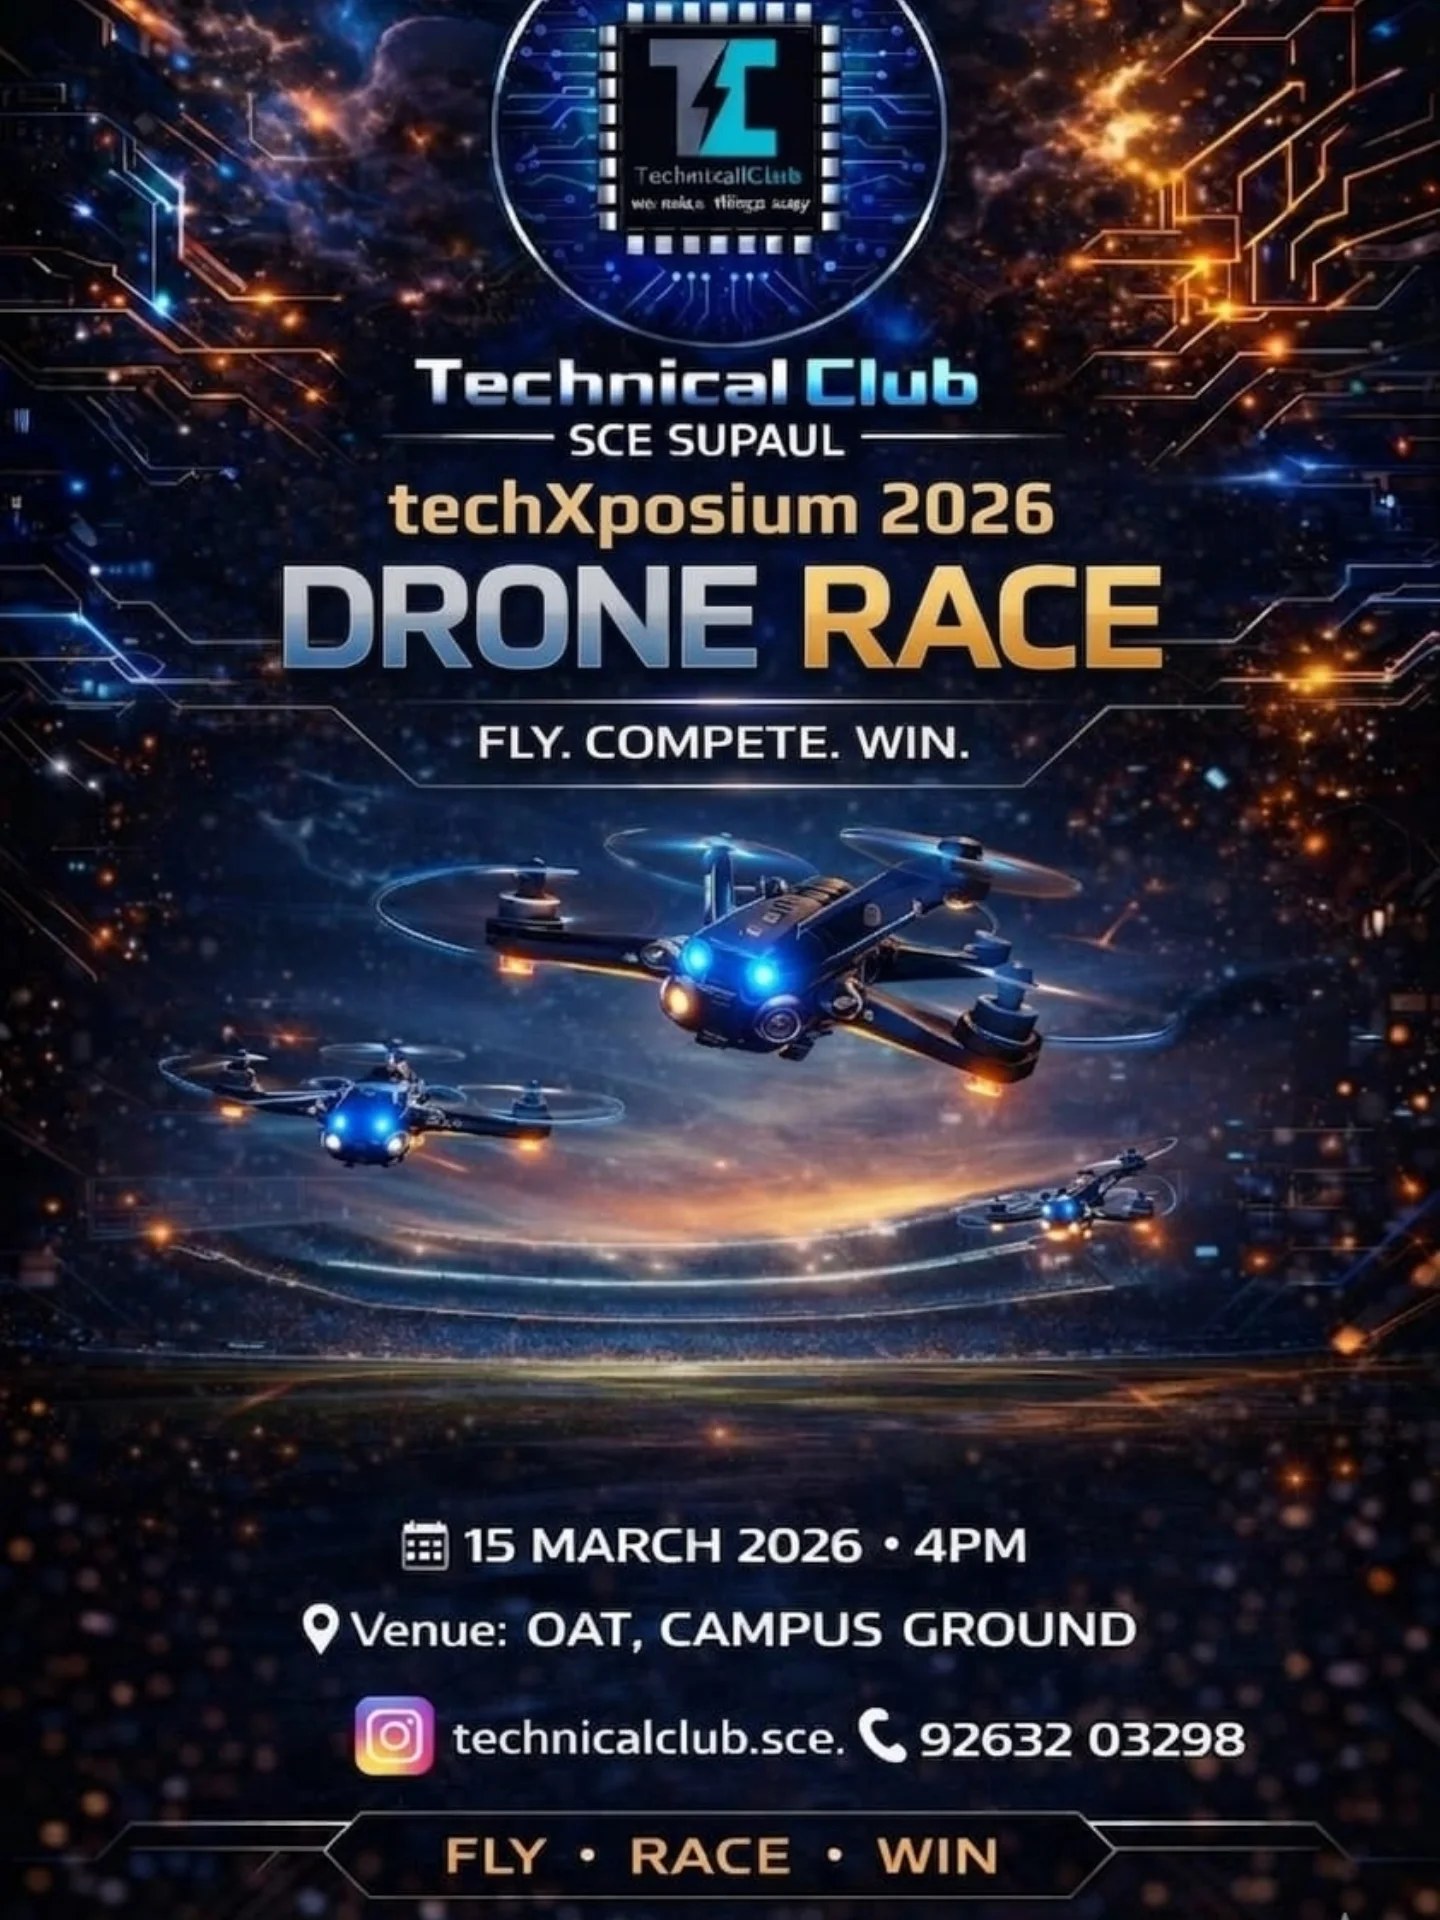 TC
Technical Club
SCE SUPAUL
techXposium 2026
DRONE RACE
FLY. COMPETE. WIN.
15 MARCH 2026 • 4PM
Venue: OAT, CAMPUS GROUND
technicalclub.sce. 92632 03298
FLY • RACE • WIN